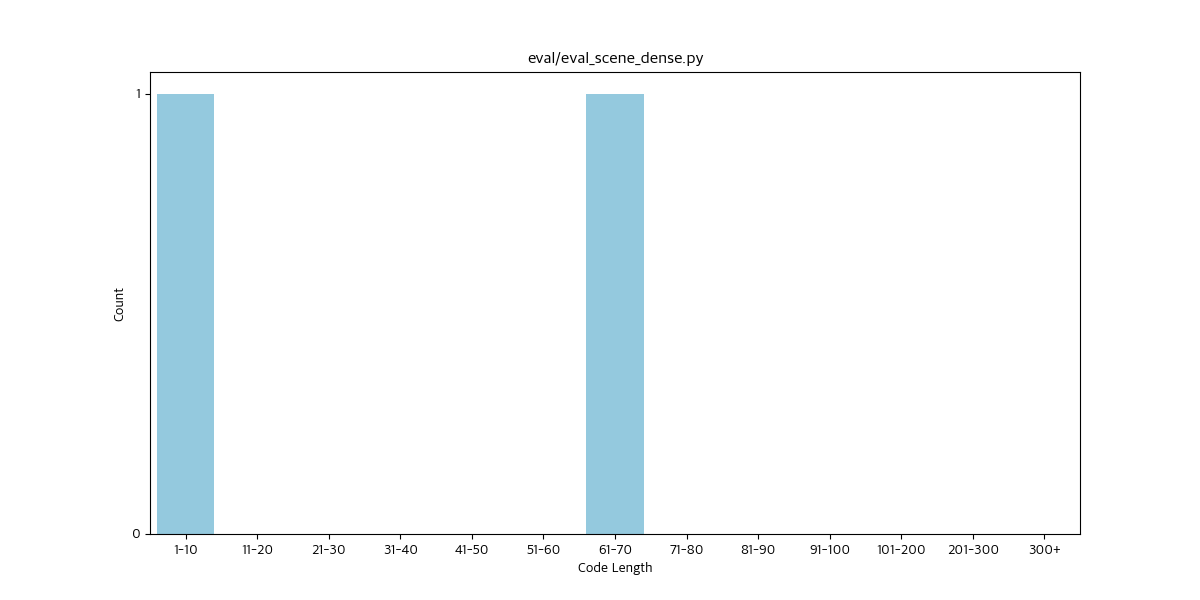 eval/eval_scene_dense.py
1
Count
0
1-10 11-20 21-30 31-40 41-50 51-60 61-70 71-80 81-90 91-100 101-200 201-300 300+
Code Length